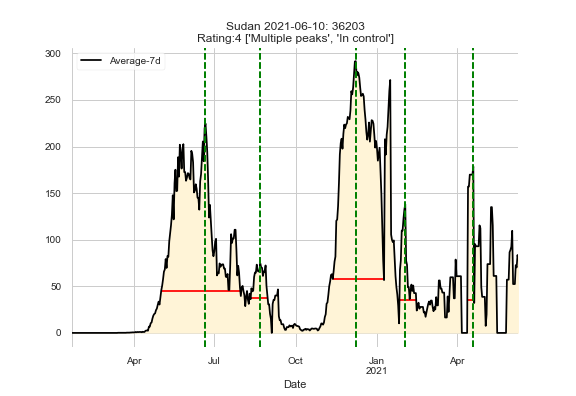 Sudan 2021-06-10: 36203
Rating:4 ['Multiple peaks', 'In control']
Average-7d
300
250
200
150
100
50
0
Apr
Jul
Oct
Jan
2021
Apr
Date